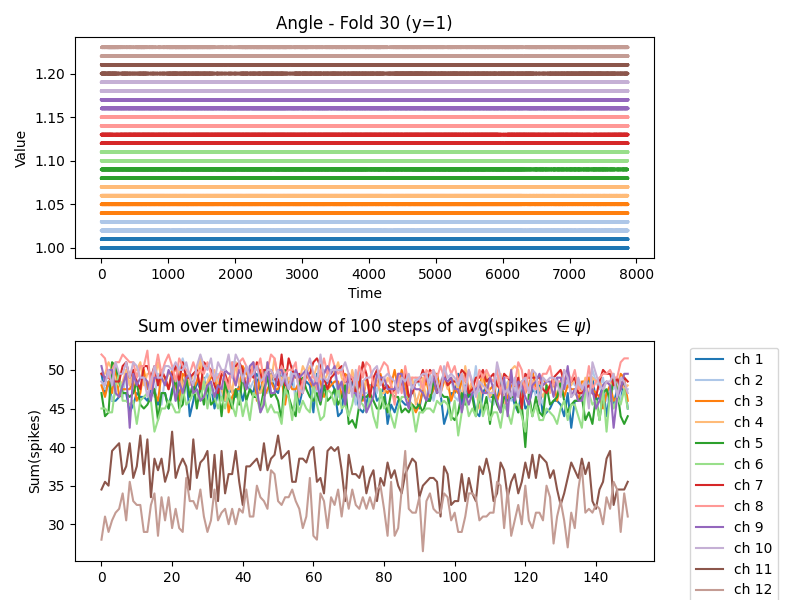 Angle - Fold 30 (y=1)
Value
1.20
1.15
1.10
1.05
1.00
0 1000 2000 3000 4000 5000 6000 7000 8000
Time
Sum over timewindow of 100 steps of avg(spikes ∈ ψ)
Sum(spikes)
50
45
40
35
30
0 20 40 60 80 100 120 140
ch 1
ch 2
ch 3
ch 4
ch 5
ch 6
ch 7
ch 8
ch 9
ch 10
ch 11
ch 12